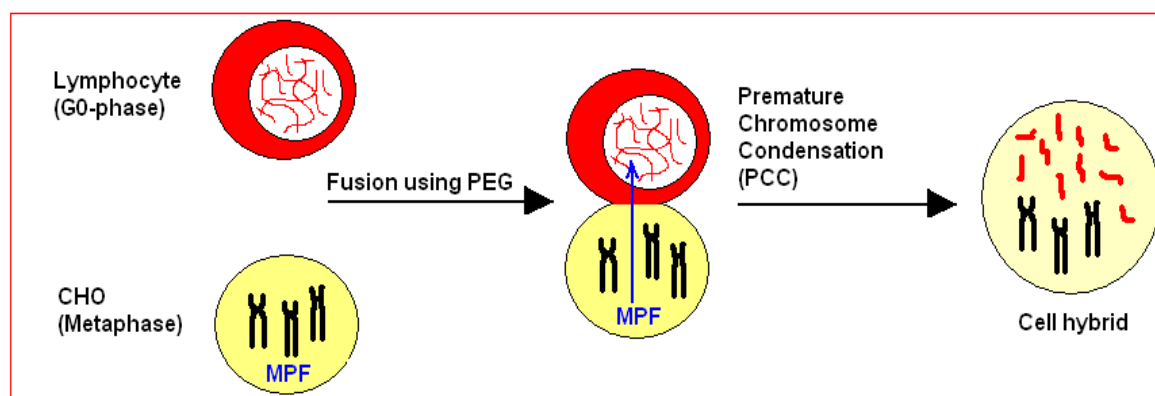 Lymphocyte
(G0-phase)
Fusion using PEG
Premature
Chromosome
Condensation
(PCC)
CHO
(Metaphase)
MPF
MPF
Cell hybrid